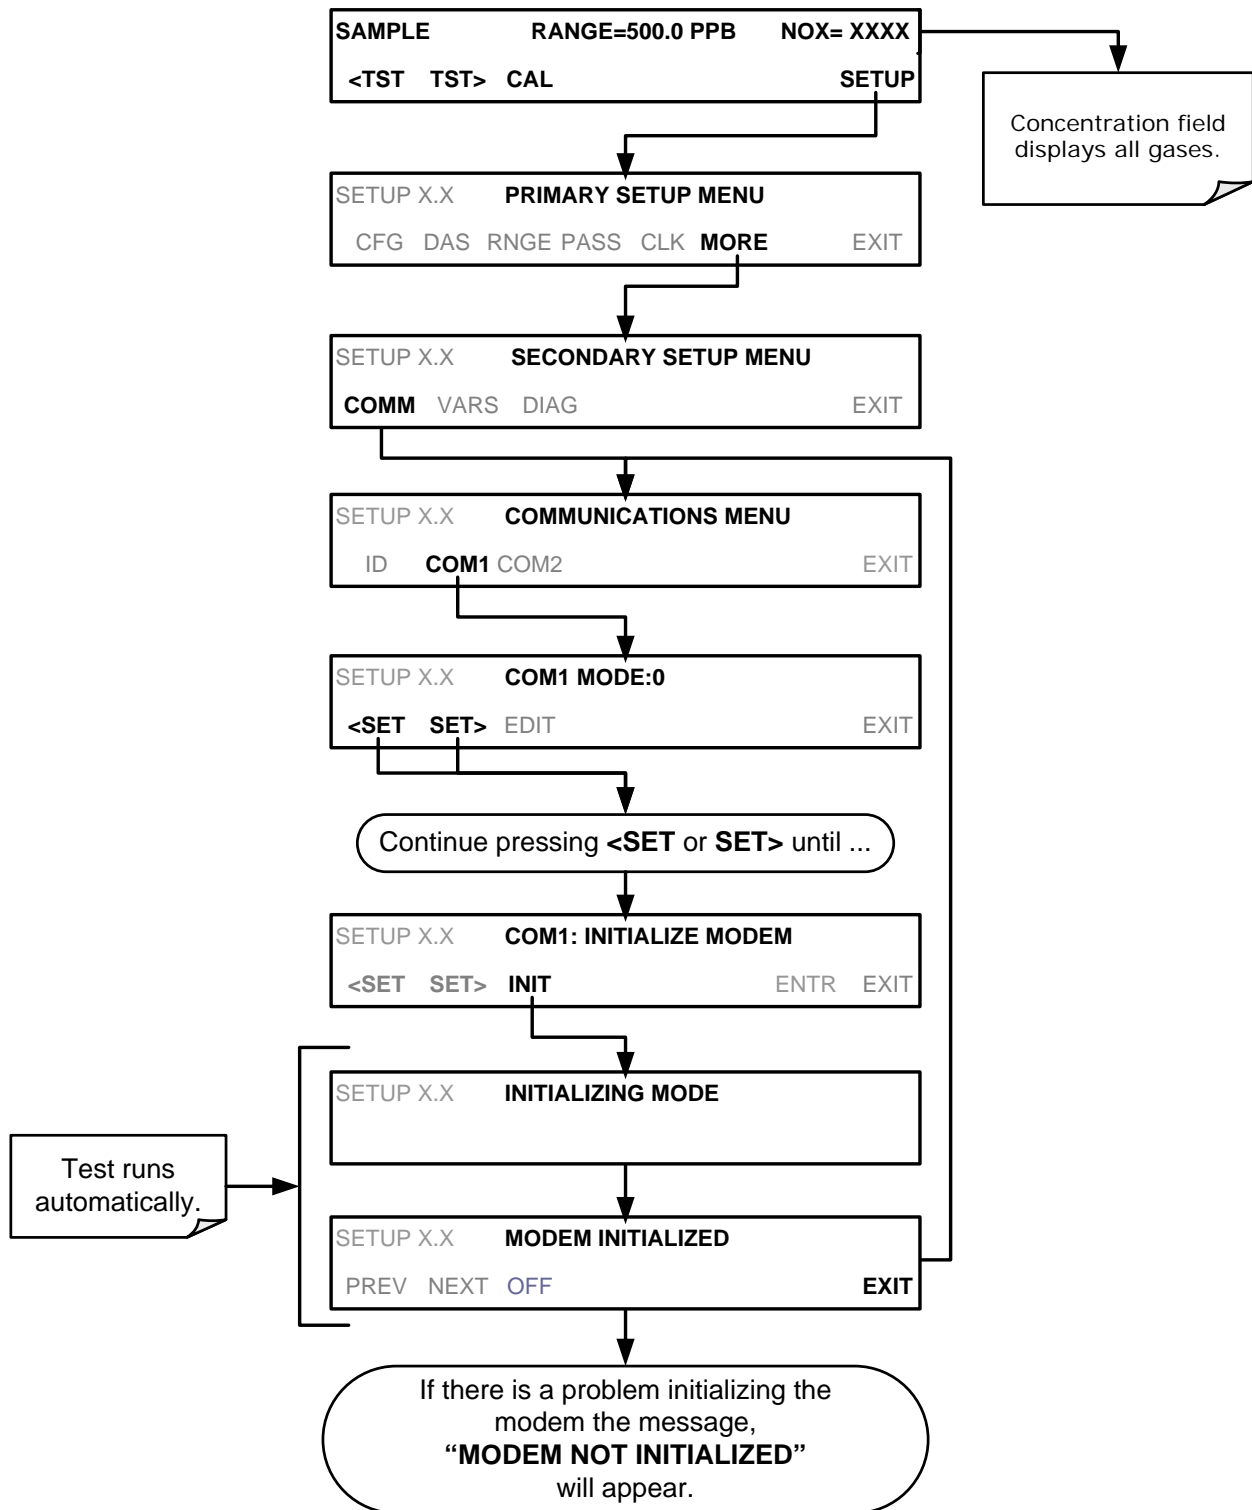 SAMPLE RANGE=500.0 PPB NOX= XXXX
<TST TST> CAL SETUP
Concentration field
displays all gases.
SETUP X.X PRIMARY SETUP MENU
CFG DAS RNGE PASS CLK MORE EXIT
SETUP X.X SECONDARY SETUP MENU
COMM VARS DIAG EXIT
SETUP X.X COMMUNICATIONS MENU
ID COM1 COM2 EXIT
SETUP X.X COM1 MODE:0
<SET SET> EDIT EXIT
Continue pressing <SET or SET> until ...
SETUP X.X COM1: INITIALIZE MODEM
<SET SET> INIT ENTR EXIT
SETUP X.X INITIALIZING MODE
Test runs
automatically.
SETUP X.X MODEM INITIALIZED
PREV NEXT OFF EXIT
If there is a problem initializing the
modem the message,
“MODEM NOT INITIALIZED”
will appear.